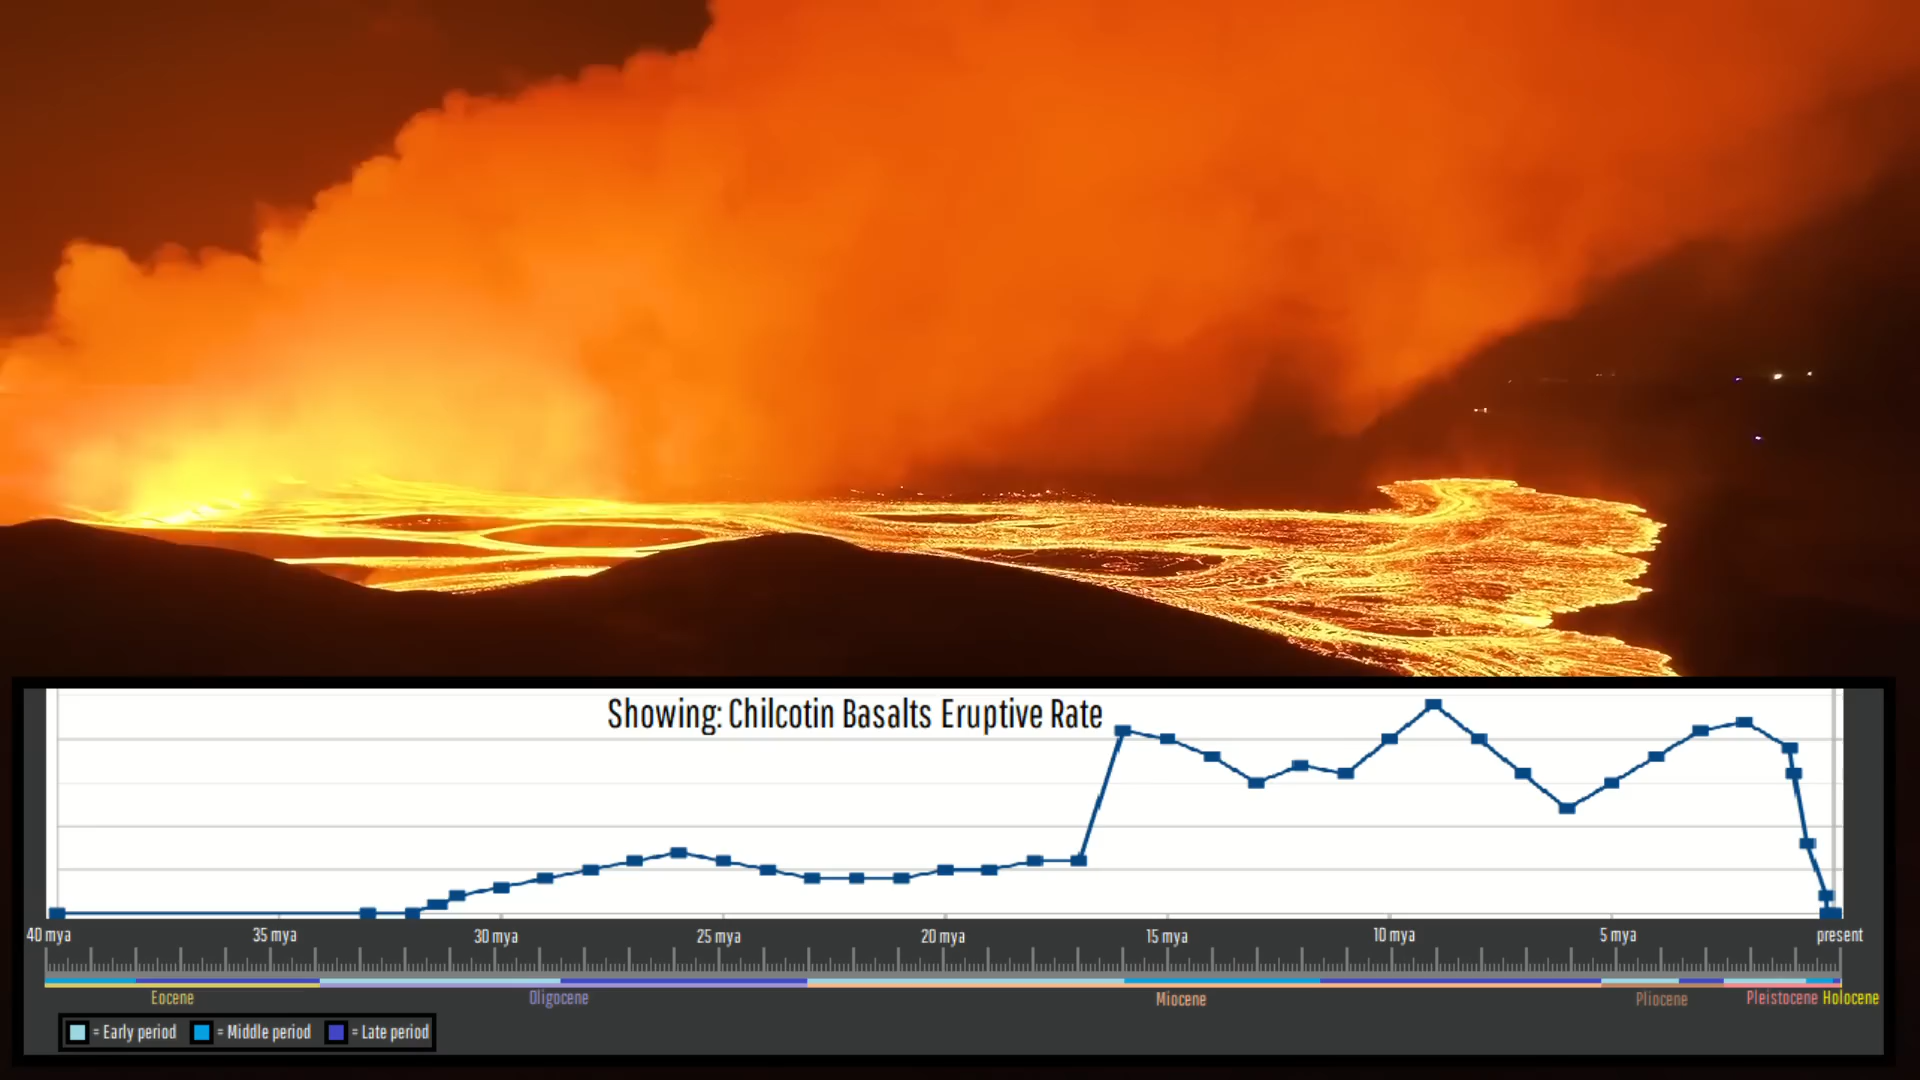 Showing: Chilcotin Basalts Eruptive Rate
40 mya 35 mya 30 mya 25 mya 20 mya 15 mya 10 mya 5 mya present
Eocene Oligocene Miocene Pliocene Pleistocene Holocene
= Early period = Middle period = Late period